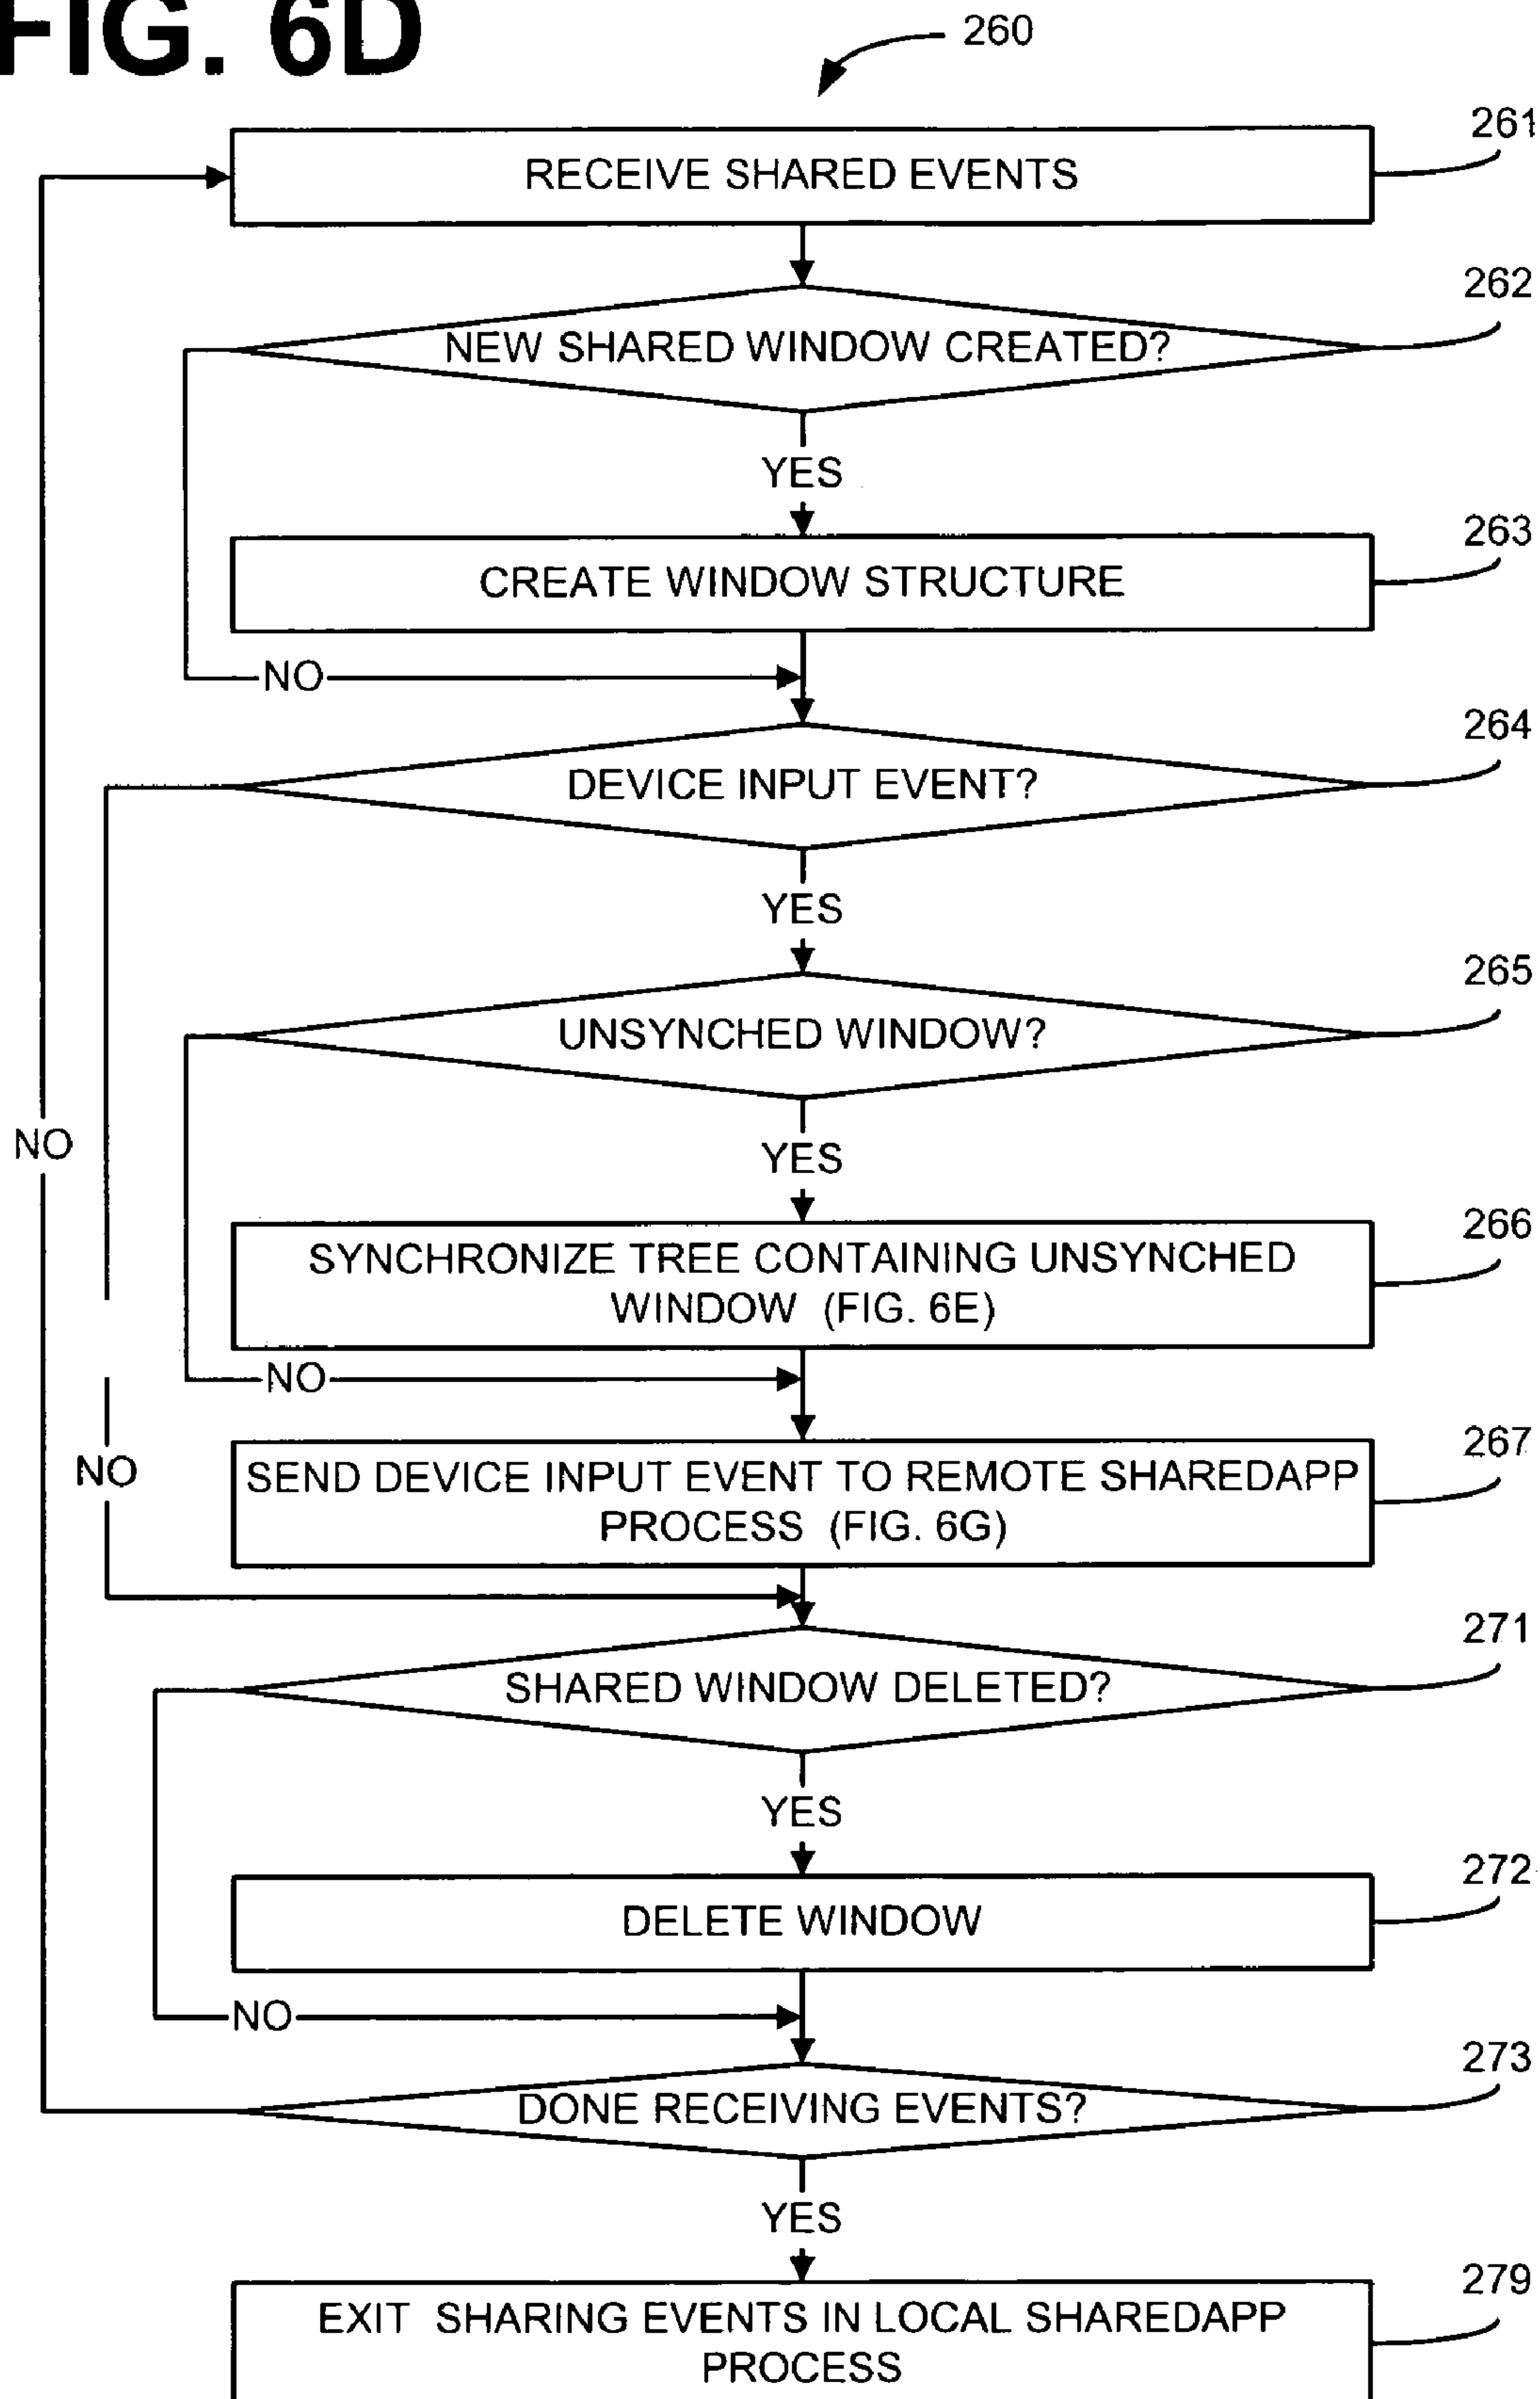 FIG. 6D
260
261
RECEIVE SHARED EVENTS
262
NEW SHARED WINDOW CREATED?
YES
263
CREATE WINDOW STRUCTURE
NO
264
DEVICE INPUT EVENT?
YES
265
UNSYNCHED WINDOW?
NO
YES
266
SYNCHRONIZE TREE CONTAINING UNSYNCHED
WINDOW (FIG. 6E)
NO
267
NO
SEND DEVICE INPUT EVENT TO REMOTE SHAREDAPP
PROCESS (FIG. 6G)
271
SHARED WINDOW DELETED?
YES
272
DELETE WINDOW
NO
273
DONE RECEIVING EVENTS?
YES
279
EXIT SHARING EVENTS IN LOCAL SHAREDAPP
PROCESS